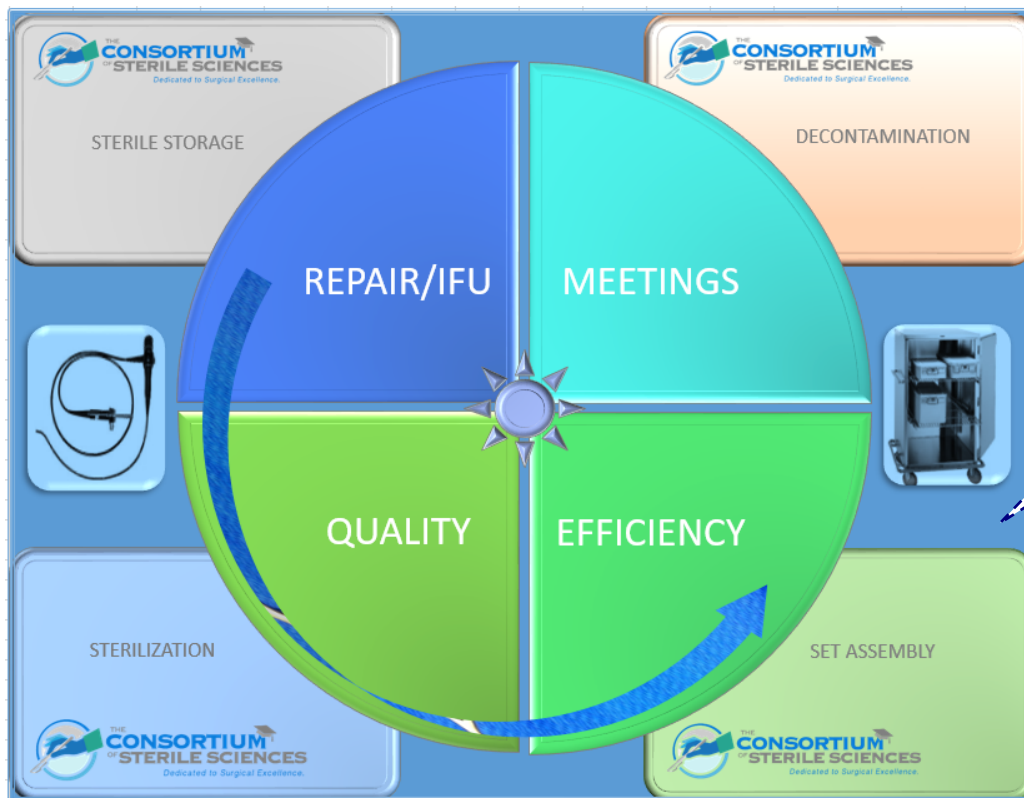 THE
CONSORTIUM
OF STERILE SCIENCES
Dedicated to Surgical Excellence.
STERILE STORAGE
THE
CONSORTIUM
OF STERILE SCIENCES
Dedicated to Surgical Excellence.
DECONTAMINATION
REPAIR/IFU
MEETINGS
QUALITY
EFFICIENCY
STERILIZATION
THE
CONSORTIUM
OF STERILE SCIENCES
Dedicated to Surgical Excellence.
SET ASSEMBLY
THE
CONSORTIUM
OF STERILE SCIENCES
Dedicated to Surgical Excellence.